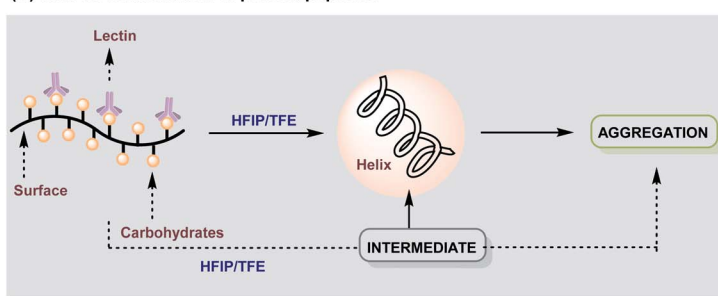 Lectin
HFIP/TFE
Helix
AGGREGATION
Surface
Carbohydrates
INTERMEDIATE
HFIP/TFE